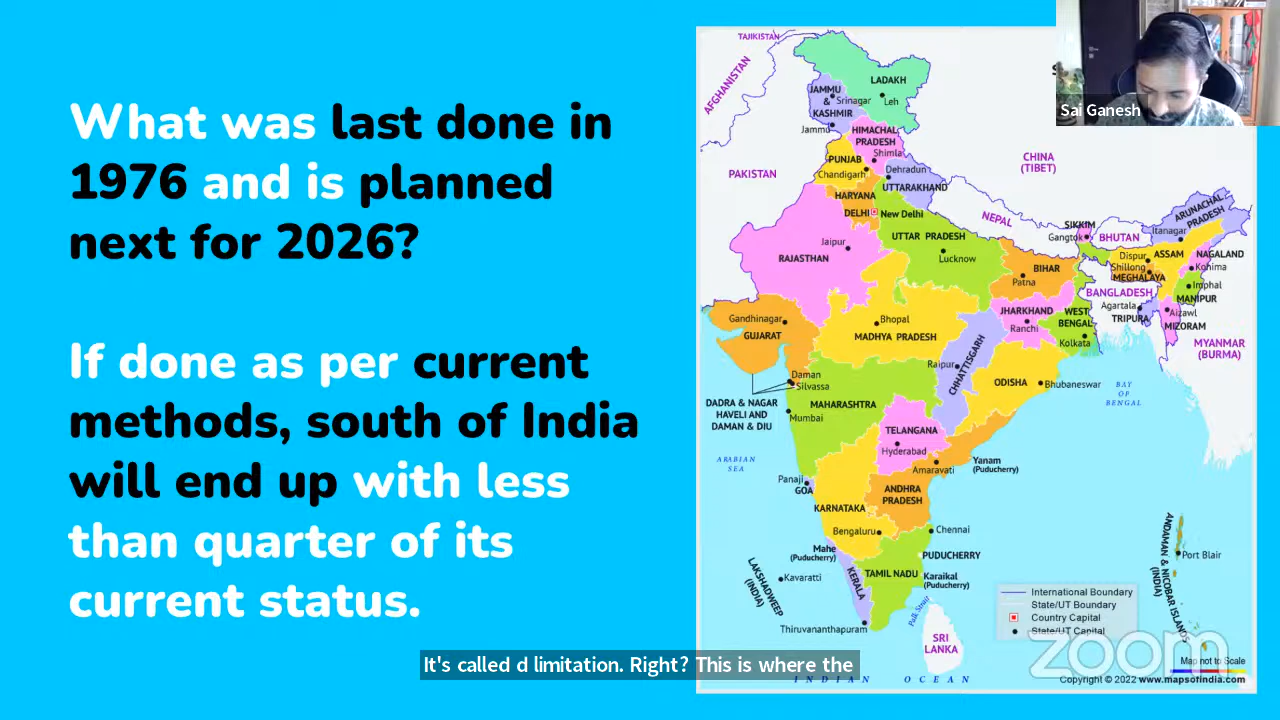 What was last done in
1976 and is planned
next for 2026?
If done as per current
methods, south of India
will end up with less
than quarter of its
current status.
Sai Ganesh
TAJIKISTAN
AFGHANISTAN
PAKISTAN
CHINA
(TIBET)
NEPAL
BHUTAN
BANGLADESH
MYANMAR
(BURMA)
SRI
LANKA
LADAKH
Leh
JAMMU
&
KASHMIR
Srinagar
Jammu
HIMACHAL
PRADESH
Shimla
PUNJAB
Chandigarh
Dehradun
UTTARAKHAND
HARYANA
DELHI
New Delhi
UTTAR PRADESH
Lucknow
Jaipur
RAJASTHAN
BIHAR
Patna
SIKKIM
Gangtok
ARUNACHAL
PRADESH
Itanagar
ASSAM
Dispur
Shillong
MEGHALAYA
NAGALAND
Kohima
Imphal
MANIPUR
Agartala
TRIPURA
Aizawl
MIZORAM
JHARKHAND
Ranchi
WEST
BENGAL
Kolkata
Gandhinagar
GUJARAT
Bhopal
MADHYA PRADESH
Raipur
CHHATTISGARH
ODISHA
Bhubaneswar
Daman
Silvassa
DADRA & NAGAR
HAVELI AND
DAMAN & DIU
MAHARASHTRA
Mumbai
TELANGANA
Hyderabad
Amaravati
Yanam
(Puducherry)
ANDHRA
PRADESH
Panaji
GOA
KARNATAKA
Bengaluru
Chennai
Mahe
(Puducherry)
PUDUCHERRY
TAMIL NADU
Karaikal
(Puducherry)
KERALA
Thiruvananthapuram
LAKSHADWEEP
(INDIA)
Kavaratti
ANDAMAN & NICOBAR ISLANDS
(INDIA)
Port Blair
ARABIAN
SEA
BAY
OF
BENGAL
Palk Strait
INDIAN OCEAN
International Boundary
State/UT Boundary
Country Capital
State/UT Capital
zoom
Map not to Scale
Copyright © 2022 www.mapsofindia.com
It's called d limitation. Right? This is where the